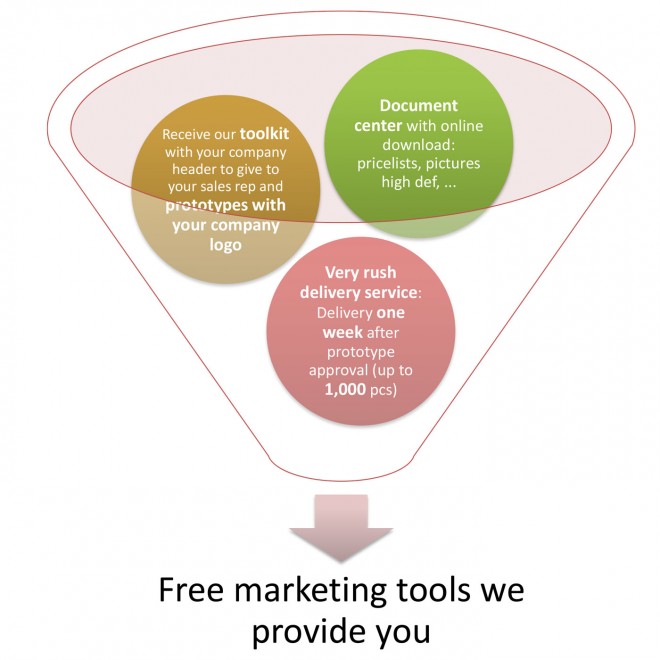 Receive our toolkit
with your company
header to give to
your sales rep and
prototypes with
your company
logo
Document
center with online
download:
pricelists, pictures
high def, ...
Very rush
delivery service:
Delivery one
week after
prototype
approval (up to
1,000 pcs)
Free marketing tools we
provide you